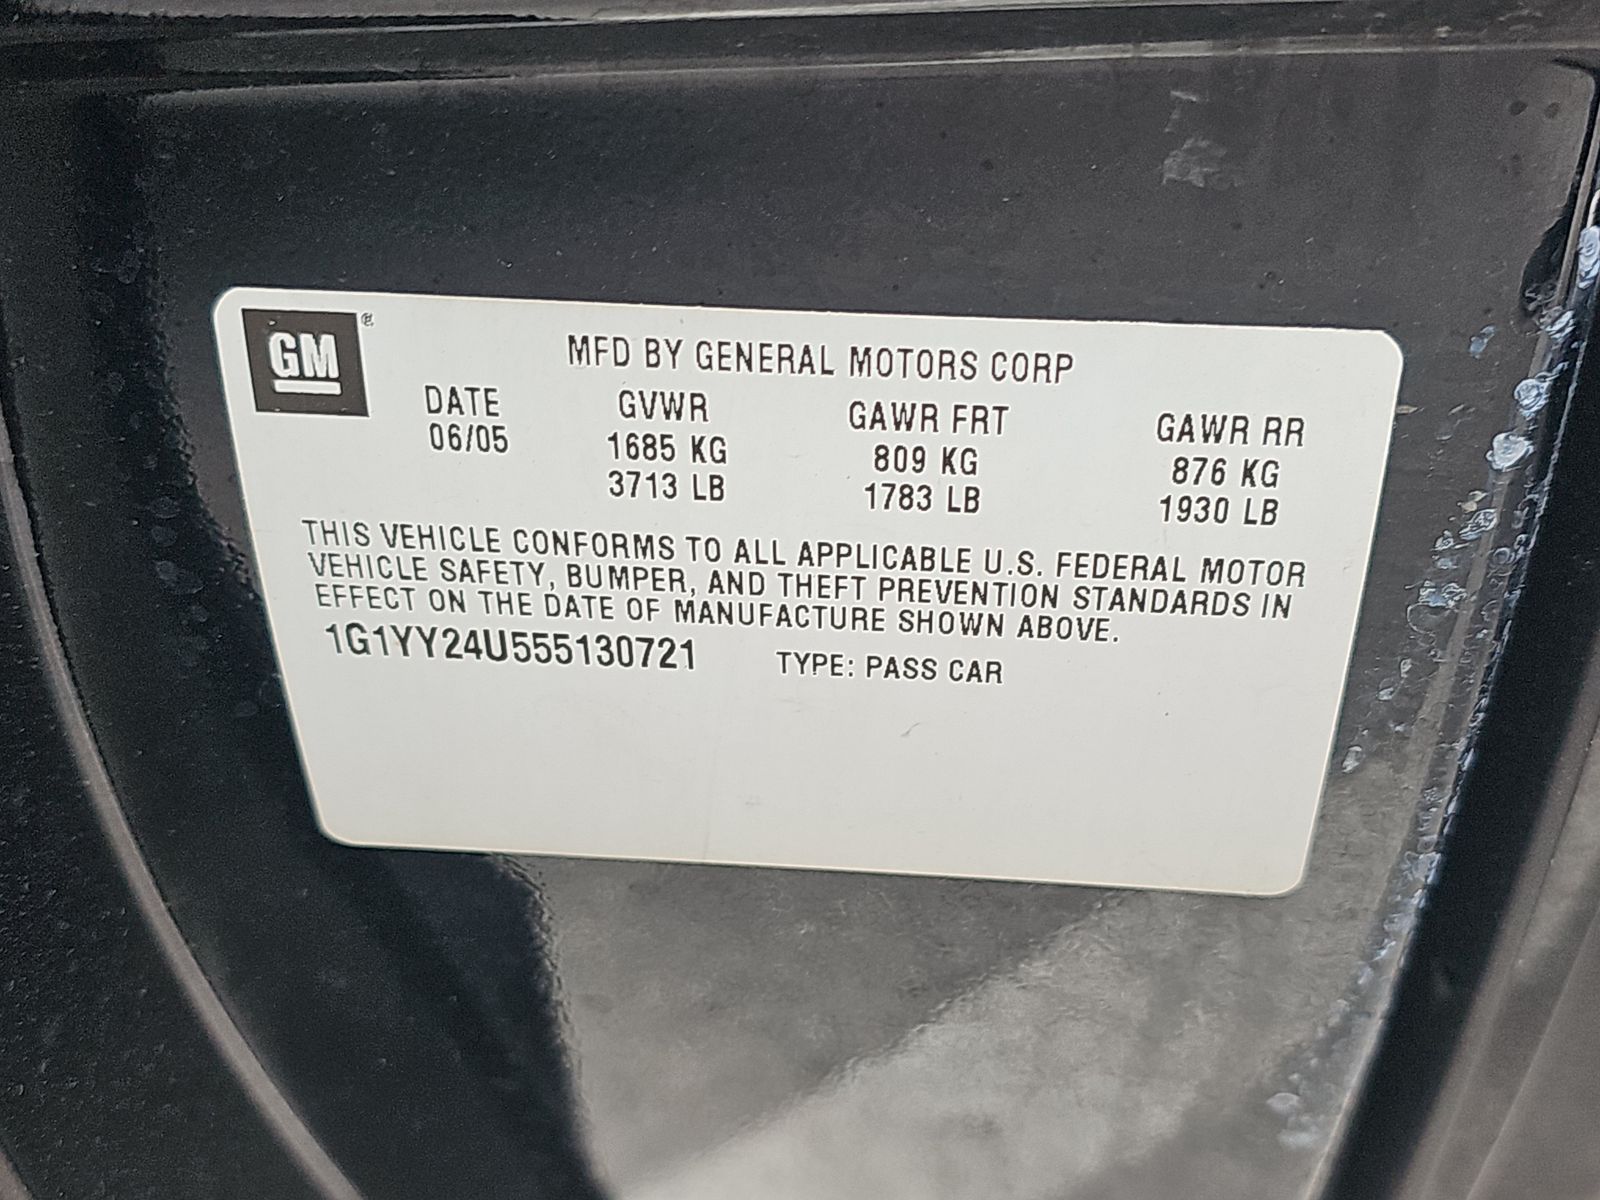 GM®
MFD BY GENERAL MOTORS CORP
DATE GVWR GAWR FRT GAWR RR
06/05 1685 KG 809 KG 876 KG
3713 LB 1783 LB 1930 LB
THIS VEHICLE CONFORMS TO ALL APPLICABLE U.S. FEDERAL MOTOR
VEHICLE SAFETY, BUMPER, AND THEFT PREVENTION STANDARDS IN
EFFECT ON THE DATE OF MANUFACTURE SHOWN ABOVE.
1G1YY24U555130721 TYPE: PASS CAR